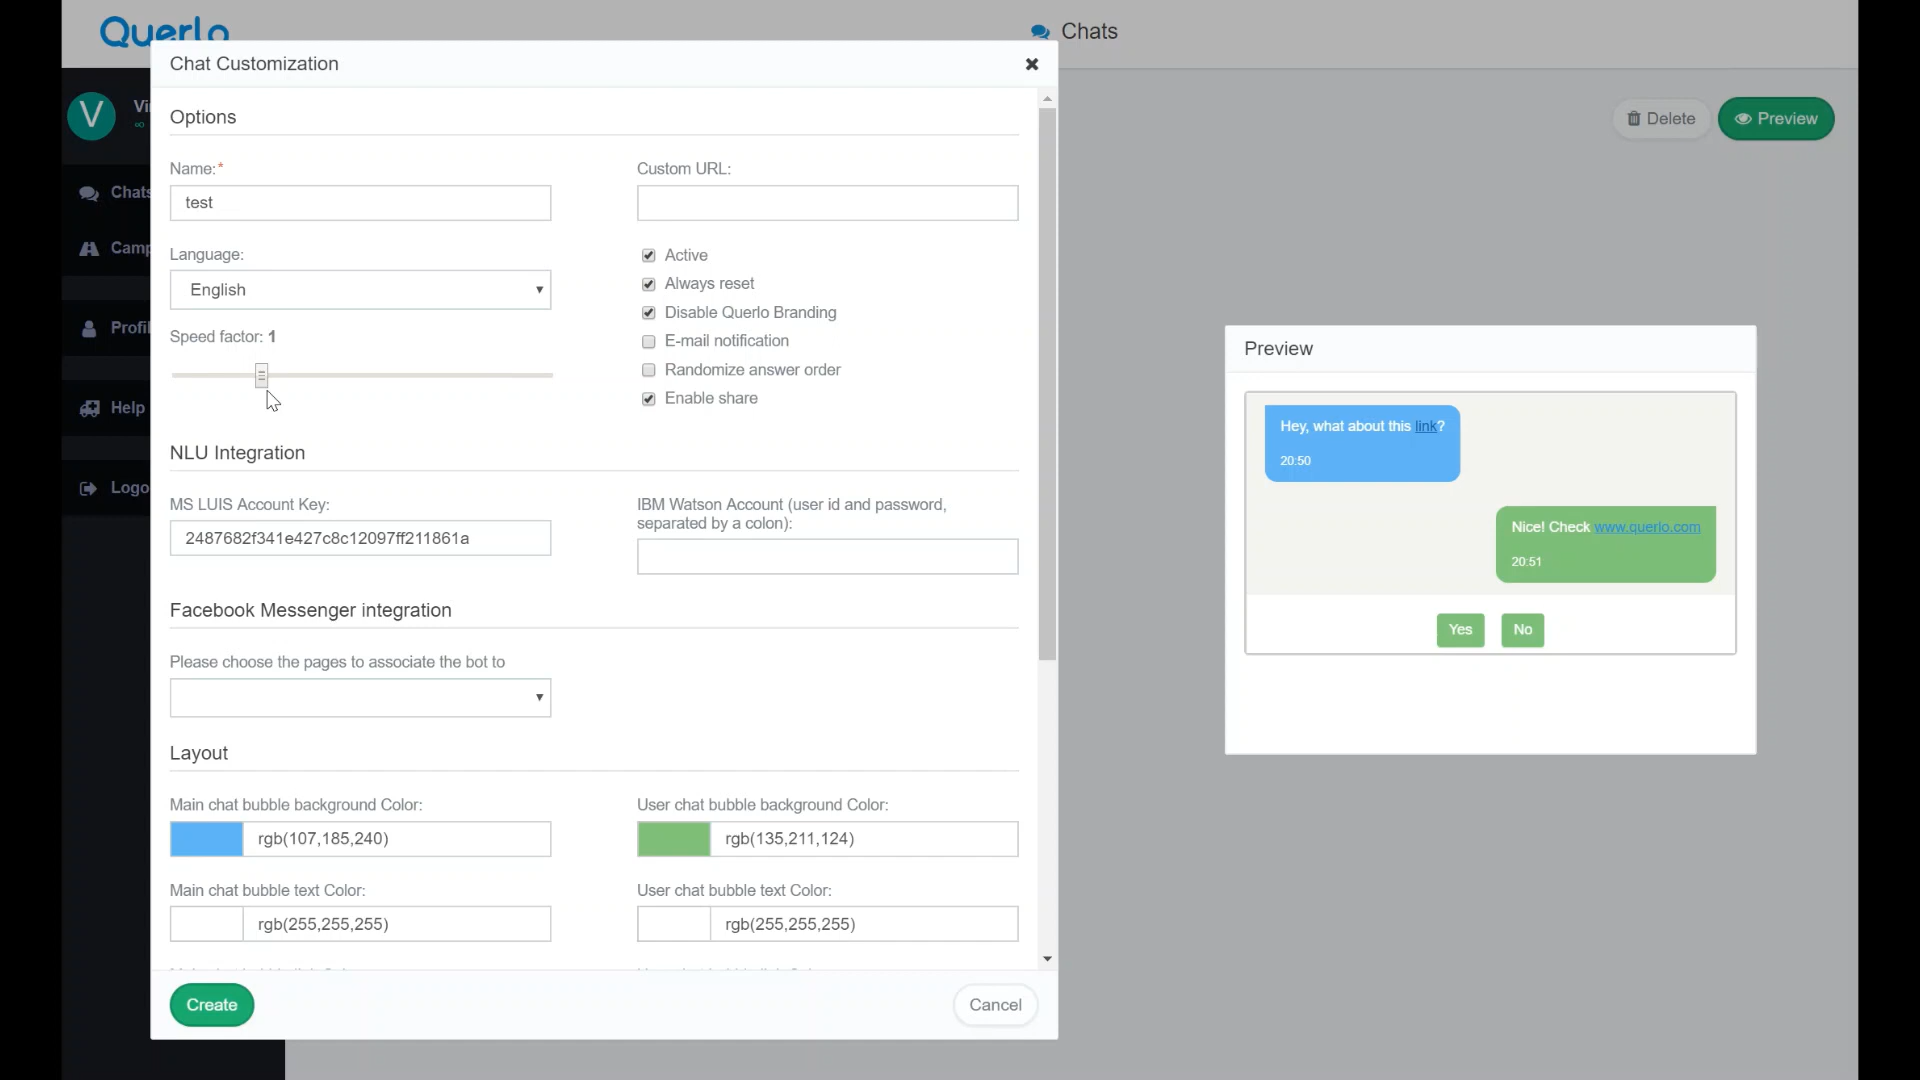 Querlo
Chats
Chat Customization
Options
Name:*
test
Custom URL:
Language:
English
Active
Always reset
Disable Querlo Branding
E-mail notification
Randomize answer order
Enable share
Speed factor: 1
NLU Integration
MS LUIS Account Key:
2487682f341e427c8c12097ff211861a
IBM Watson Account (user id and password,
separated by a colon):
Facebook Messenger integration
Please choose the pages to associate the bot to
Layout
Main chat bubble background Color:
rgb(107,185,240)
User chat bubble background Color:
rgb(135,211,124)
Main chat bubble text Color:
rgb(255,255,255)
User chat bubble text Color:
rgb(255,255,255)
Create
Cancel
V
Vi
Chats
Camp
Profil
Help
Logo
Delete
Preview
Preview
Hey, what about this link?
20:50
Nice! Check www.querlo.com
20:51
Yes
No